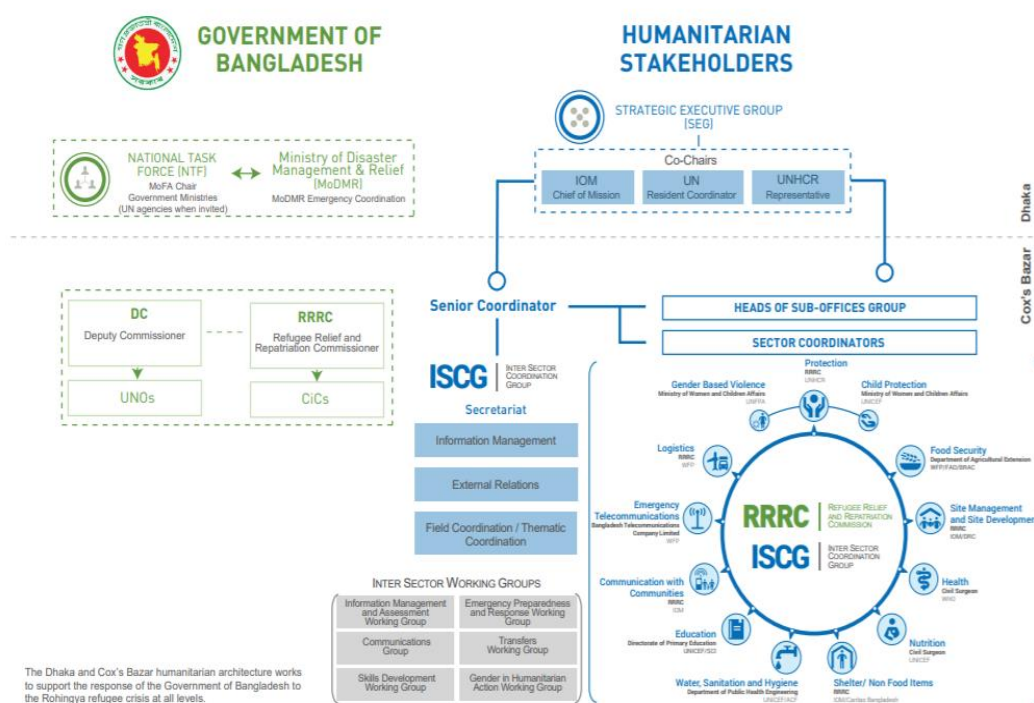 GOVERNMENT OF
BANGLADESH
HUMANITARIAN
STAKEHOLDERS
STRATEGIC EXECUTIVE GROUP
(SEG)
NATIONAL TASK
FORCE (NTF)
MoFA Chair
Government Ministries
(UN agencies when invited)
Ministry of Disaster
Management & Relief
(MoDMR)
MoDMR Emergency Coordination
Co-Chairs
IOM
Chief of Mission
UN
Resident Coordinator
UNHCR
Representative
Dhaka
Cox's Bazar
DC
Deputy Commissioner
RRRC
Refugee Relief and
Repatriation Commissioner
UNOs
CiCs
Senior Coordinator
HEADS OF SUB-OFFICES GROUP
SECTOR COORDINATORS
ISCG
INTER SECTOR
COORDINATION
GROUP
Secretariat
Information Management
External Relations
Field Coordination / Thematic
Coordination
Protection
RRRC
UNHCR
Gender Based Violence
Ministry of Women and Children Affairs
UNFPA
Child Protection
Ministry of Women and Children Affairs
UNICEF
Logistics
RRRC
WFP
Food Security
Department of Agricultural Extension
WFP/FAO/BRAC
Emergency
Telecommunications
Bangladesh Telecommunications
Company Limited
WFP
Site Management
and Site Development
RRRC
IOM/DRC
RRRC
REFUGEE RELIEF
AND REPATRIATION
COMMISSION
ISCG
INTER SECTOR
COORDINATION
GROUP
Communication with
Communities
RRRC
IOM
Health
Civil Surgeon
WHO
Education
Directorate of Primary Education
UNICEF/SCI
Nutrition
Civil Surgeon
UNICEF
Water, Sanitation and Hygiene
Department of Public Health Engineering
UNICEF/ACF
Shelter/ Non Food Items
RRRC
IOM/Caritas Bangladesh
INTER SECTOR WORKING GROUPS
Information Management
and Assessment
Working Group
Emergency Preparedness
and Response Working
Group
Communications
Group
Transfers
Working Group
Skills Development
Working Group
Gender in Humanitarian
Action Working Group
The Dhaka and Cox's Bazar humanitarian architecture works
to support the response of the Government of Bangladesh to
the Rohingya refugee crisis at all levels.